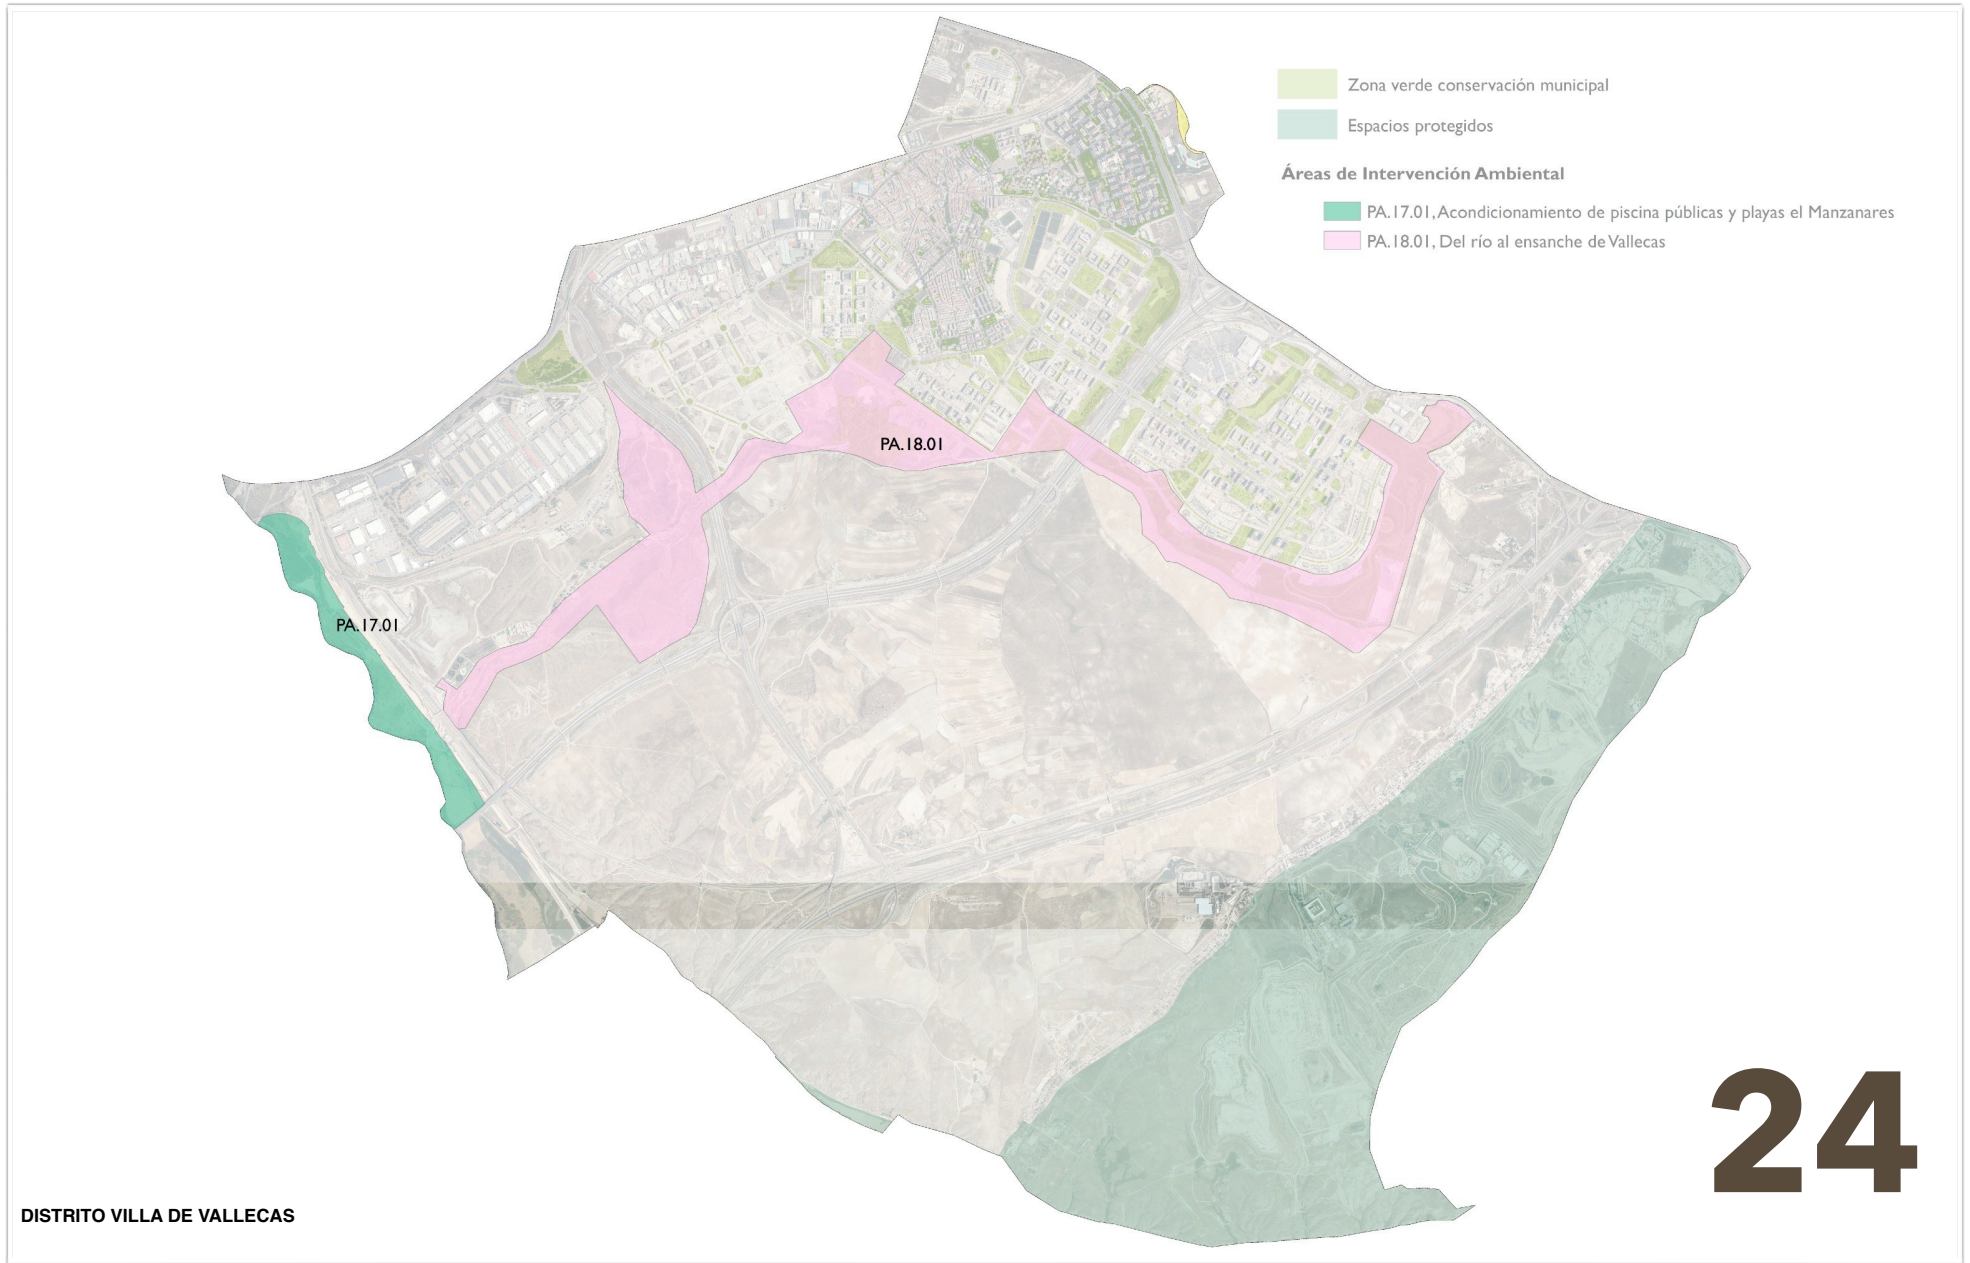 Zona verde conservación municipal
Espacios protegidos
Áreas de Intervención Ambiental
PA.17.01, Acondicionamiento de piscina públicas y playas el Manzanares
PA.18.01, Del río al ensanche de Vallecas
PA.18.01
PA.17.01
24
DISTRITO VILLA DE VALLECAS